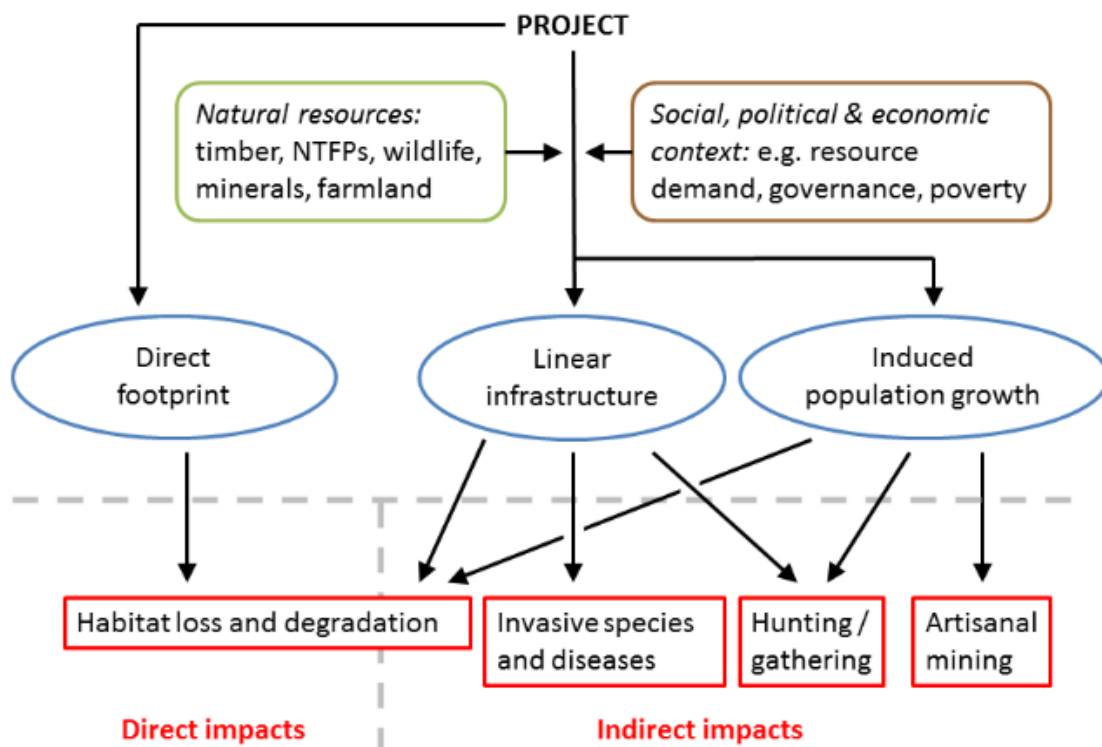 PROJECT
Natural resources:
timber, NTFPs, wildlife,
minerals, farmland
Social, political & economic
context: e.g. resource
demand, governance, poverty
Direct
footprint
Linear
infrastructure
Induced
population growth
Habitat loss and degradation
Invasive species
and diseases
Hunting /
gathering
Artisanal
mining
Direct impacts
Indirect impacts